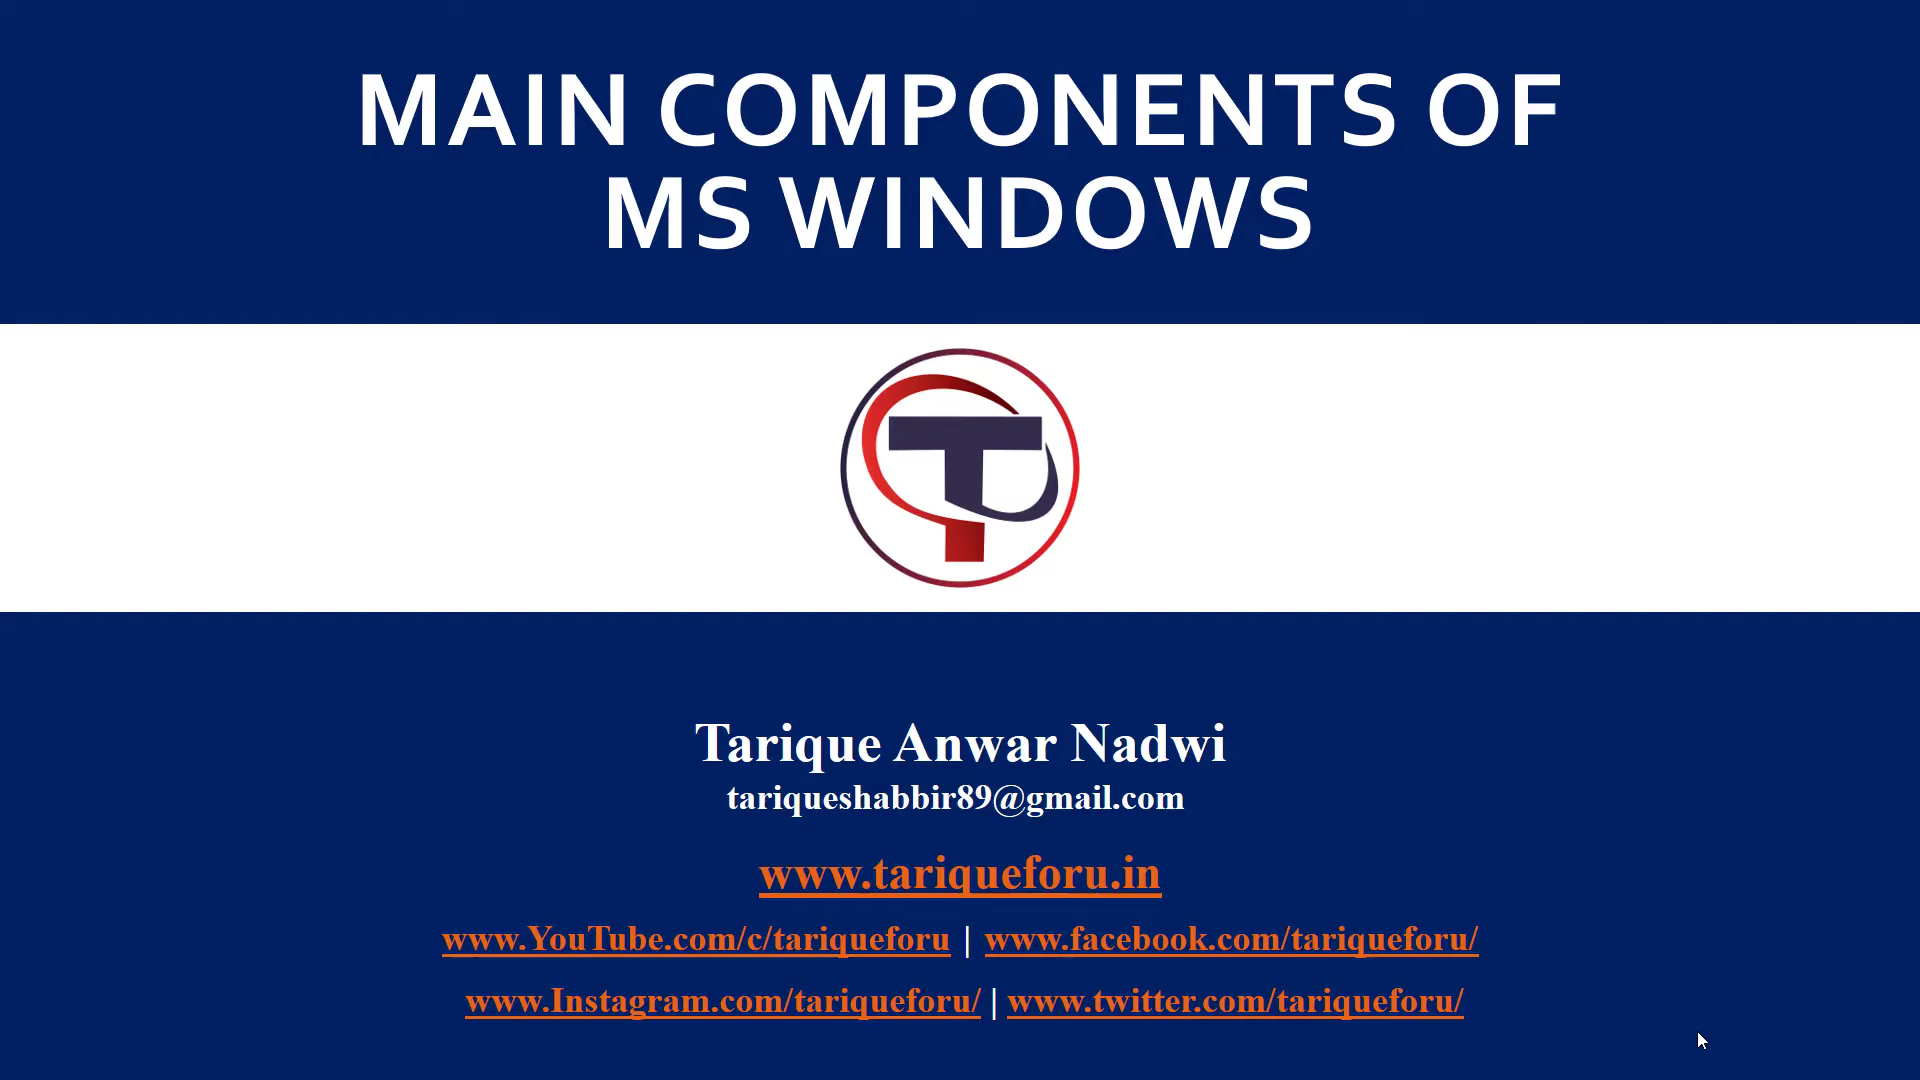 MAIN COMPONENTS OF
MS WINDOWS
Tarique Anwar Nadwi
tariqueshabbir89@gmail.com
www.tariqueforu.in
www.YouTube.com/c/tariqueforu | www.facebook.com/tariqueforu/
www.Instagram.com/tariqueforu/ | www.twitter.com/tariqueforu/